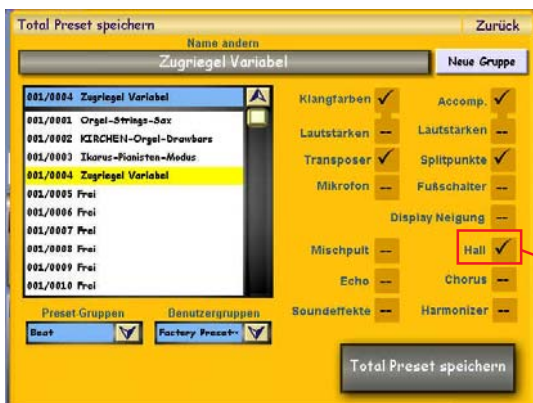 Total Preset speichern
Zurück
Name ändern
Zugriegel Variabel
Neue Gruppe
001/0004 Zugriegel Variabel
001/0001 Orgel-Strings-Sax
001/0002 KIRCHEN-Orgel-Drawbars
001/0003 Ikarus-Pianisten-Modus
001/0004 Zugriegel Variabel
001/0005 Frei
001/0006 Frei
001/0007 Frei
001/0008 Frei
001/0009 Frei
001/0010 Frei
Preset-Gruppen
Benutzergruppen
Beat
Factory Preset-
Klangfarben ✓
Accomp. ✓
Lautstärken --
Lautstärken --
Transposer ✓
Splitpunkte ✓
Mikrofon --
Fußschalter --
Display Neigung --
Mischpult --
Hall ✓
Echo --
Chorus --
Soundeffekte --
Harmonizer --
Total Preset speichern